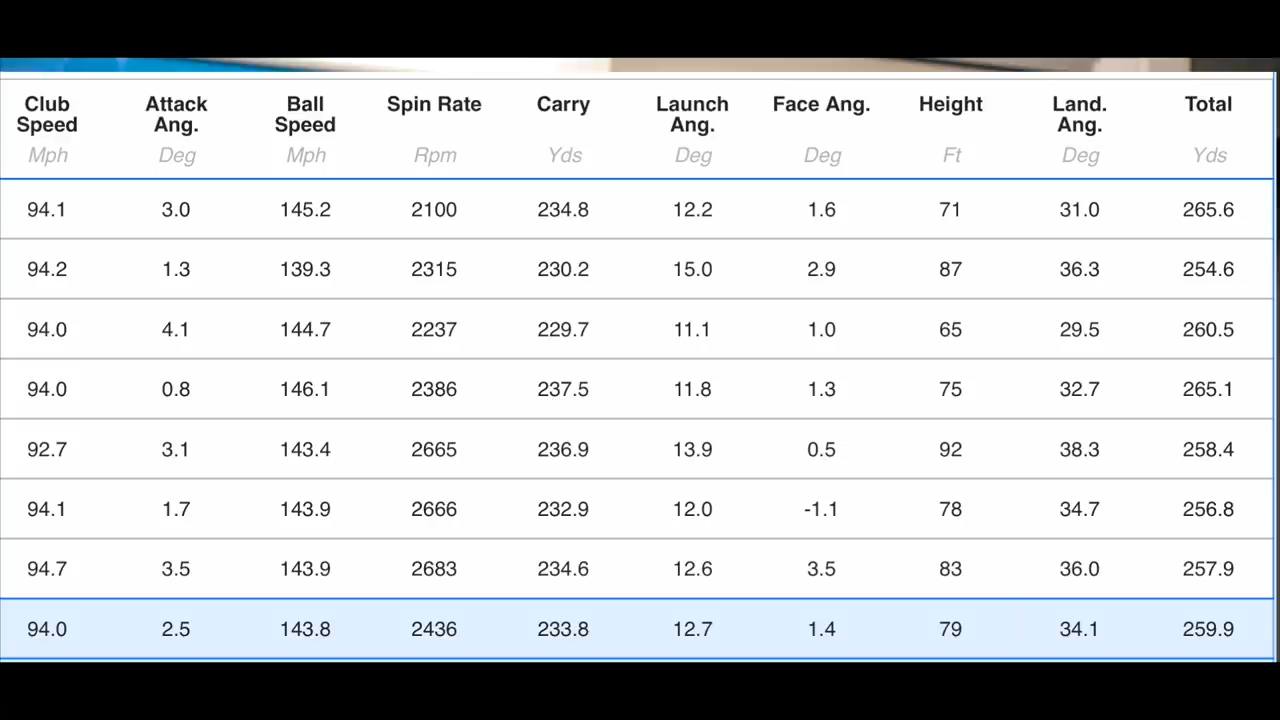 Club Speed Attack Ang. Ball Speed Spin Rate Carry Launch Ang. Face Ang. Height Land. Ang. Total
Mph Deg Mph Rpm Yds Deg Deg Ft Deg Yds
94.1 3.0 145.2 2100 234.8 12.2 1.6 71 31.0 265.6
94.2 1.3 139.3 2315 230.2 15.0 2.9 87 36.3 254.6
94.0 4.1 144.7 2237 229.7 11.1 1.0 65 29.5 260.5
94.0 0.8 146.1 2386 237.5 11.8 1.3 75 32.7 265.1
92.7 3.1 143.4 2665 236.9 13.9 0.5 92 38.3 258.4
94.1 1.7 143.9 2666 232.9 12.0 -1.1 78 34.7 256.8
94.7 3.5 143.9 2683 234.6 12.6 3.5 83 36.0 257.9
94.0 2.5 143.8 2436 233.8 12.7 1.4 79 34.1 259.9